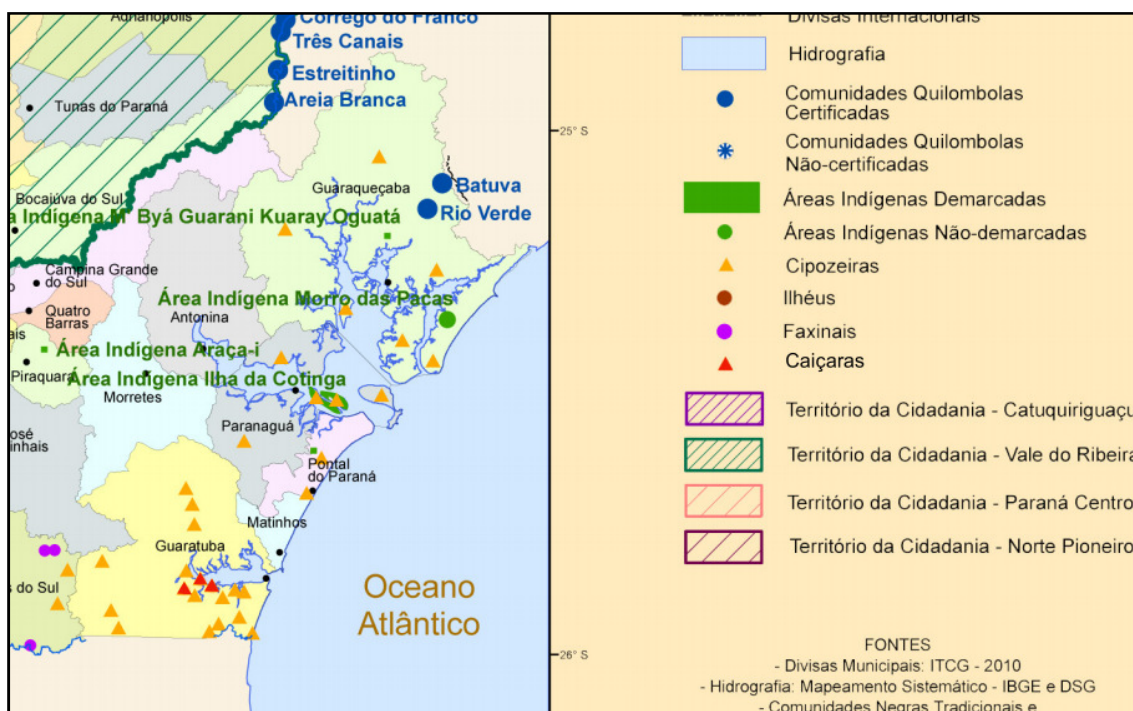 Adrianópolis
Córrego do Franco
Três Canais
Estreitinho
Areia Branca
Tunas do Paraná
Guaraqueçaba
Batuva
Rio Verde
Bocaiúva do Sul
a Indígena M' Byá Guarani Kuaray Oguatá
Campina Grande
do Sul
Quatro
Barras
Área Indígena Morro das Pacas
Antonina
ais
Área Indígena Araça-i
Piraquara
Área Indígena Ilha da Cotinga
Morretes
José
inhais
Paranaguá
Pontal
do Paraná
Matinhos
Guaratuba
s do Sul
Oceano
Atlântico
25° S
26° S
Divisas Internacionais
Hidrografia
Comunidades Quilombolas
Certificadas
Comunidades Quilombolas
Não-certificadas
Áreas Indígenas Demarcadas
Áreas Indígenas Não-demarcadas
Cipozeiras
Ilhéus
Faxinais
Caiçaras
Território da Cidadania - Catuquiriguaçu
Território da Cidadania - Vale do Ribeira
Território da Cidadania - Paraná Centro
Território da Cidadania - Norte Pioneiro
FONTES
- Divisas Municipais: ITCG - 2010
- Hidrografia: Mapeamento Sistemático - IBGE e DSG
- Comunidades Negras Tradicionais e